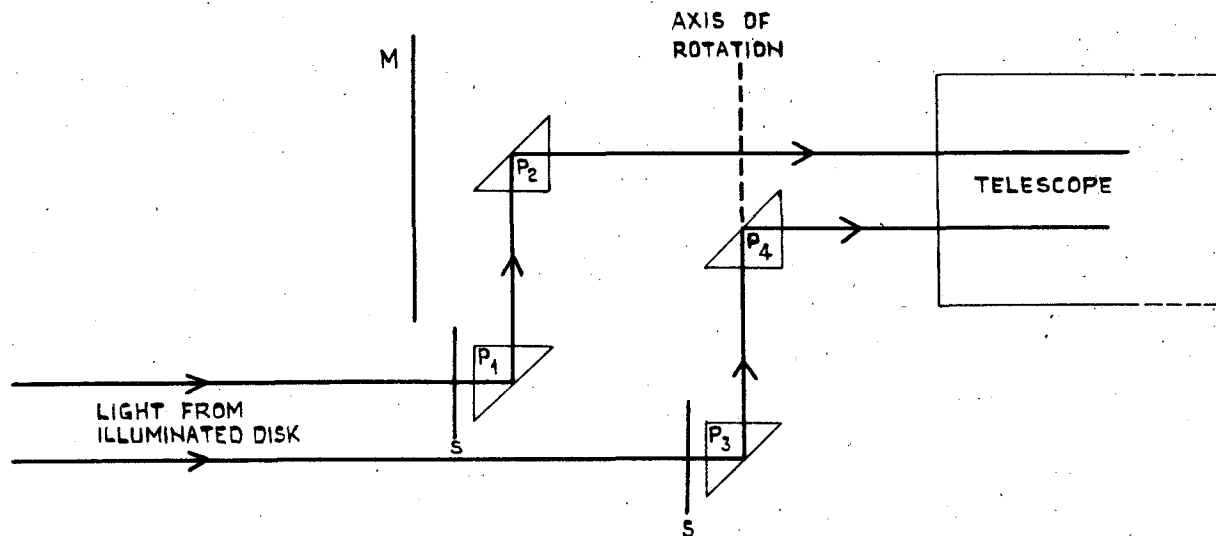 AXIS OF
ROTATION
M
P2
TELESCOPE
P4
P1
LIGHT FROM
ILLUMINATED DISK
S
P3
S